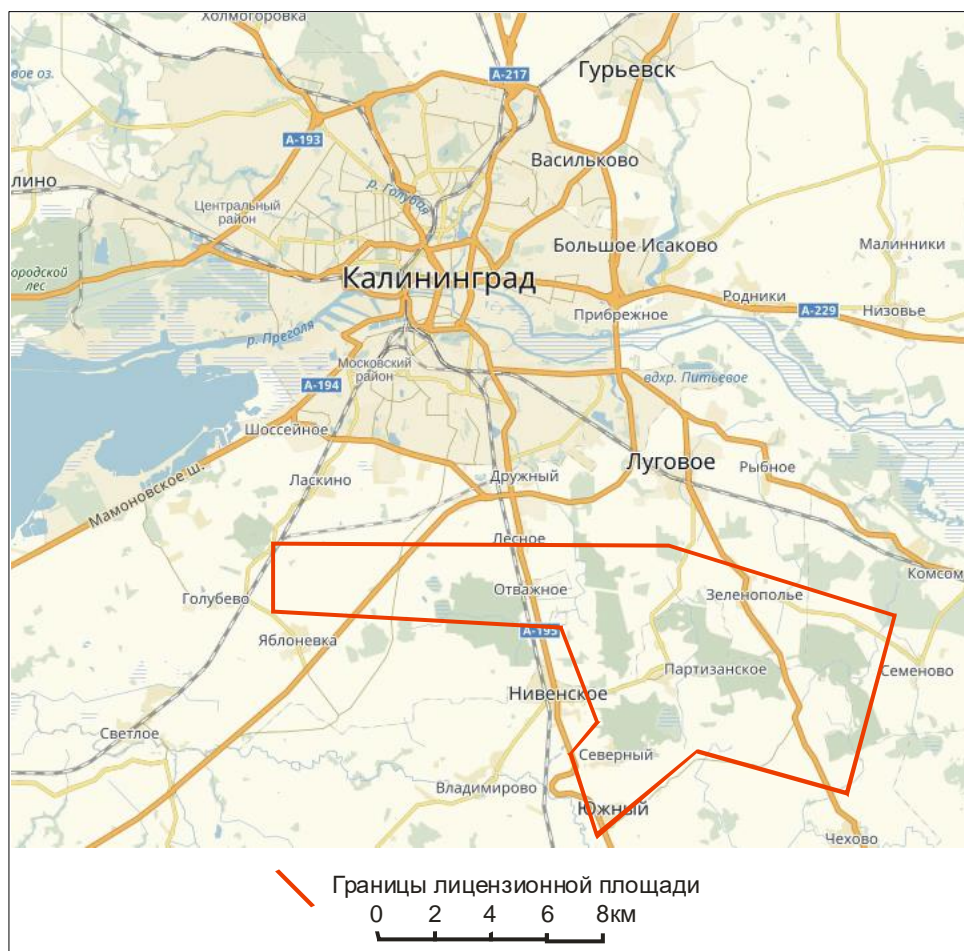 Холмогоровка
вое оз.
А-217
Гурьевск
А-193
Васильково
лино
р. Голубая
Центральный
район
Большое Исаково
Малинники
ородской
лес
Калининград
Родники
А-229
Низовье
Прибрежное
р. Преголя
Московский
район
А-194
вдхр. Питьевое
Шоссейное
Луговое
Рыбное
Ласкино
Дружный
Мамоновское ш.
Лесное
Комсом
Голубево
Отважное
Зеленополье
А-195
Яблоневка
Партизанское
Семеново
Нивенское
Светлое
Северный
Владимирово
Южный
Чехово
Границы лицензионной площади
0 2 4 6 8км